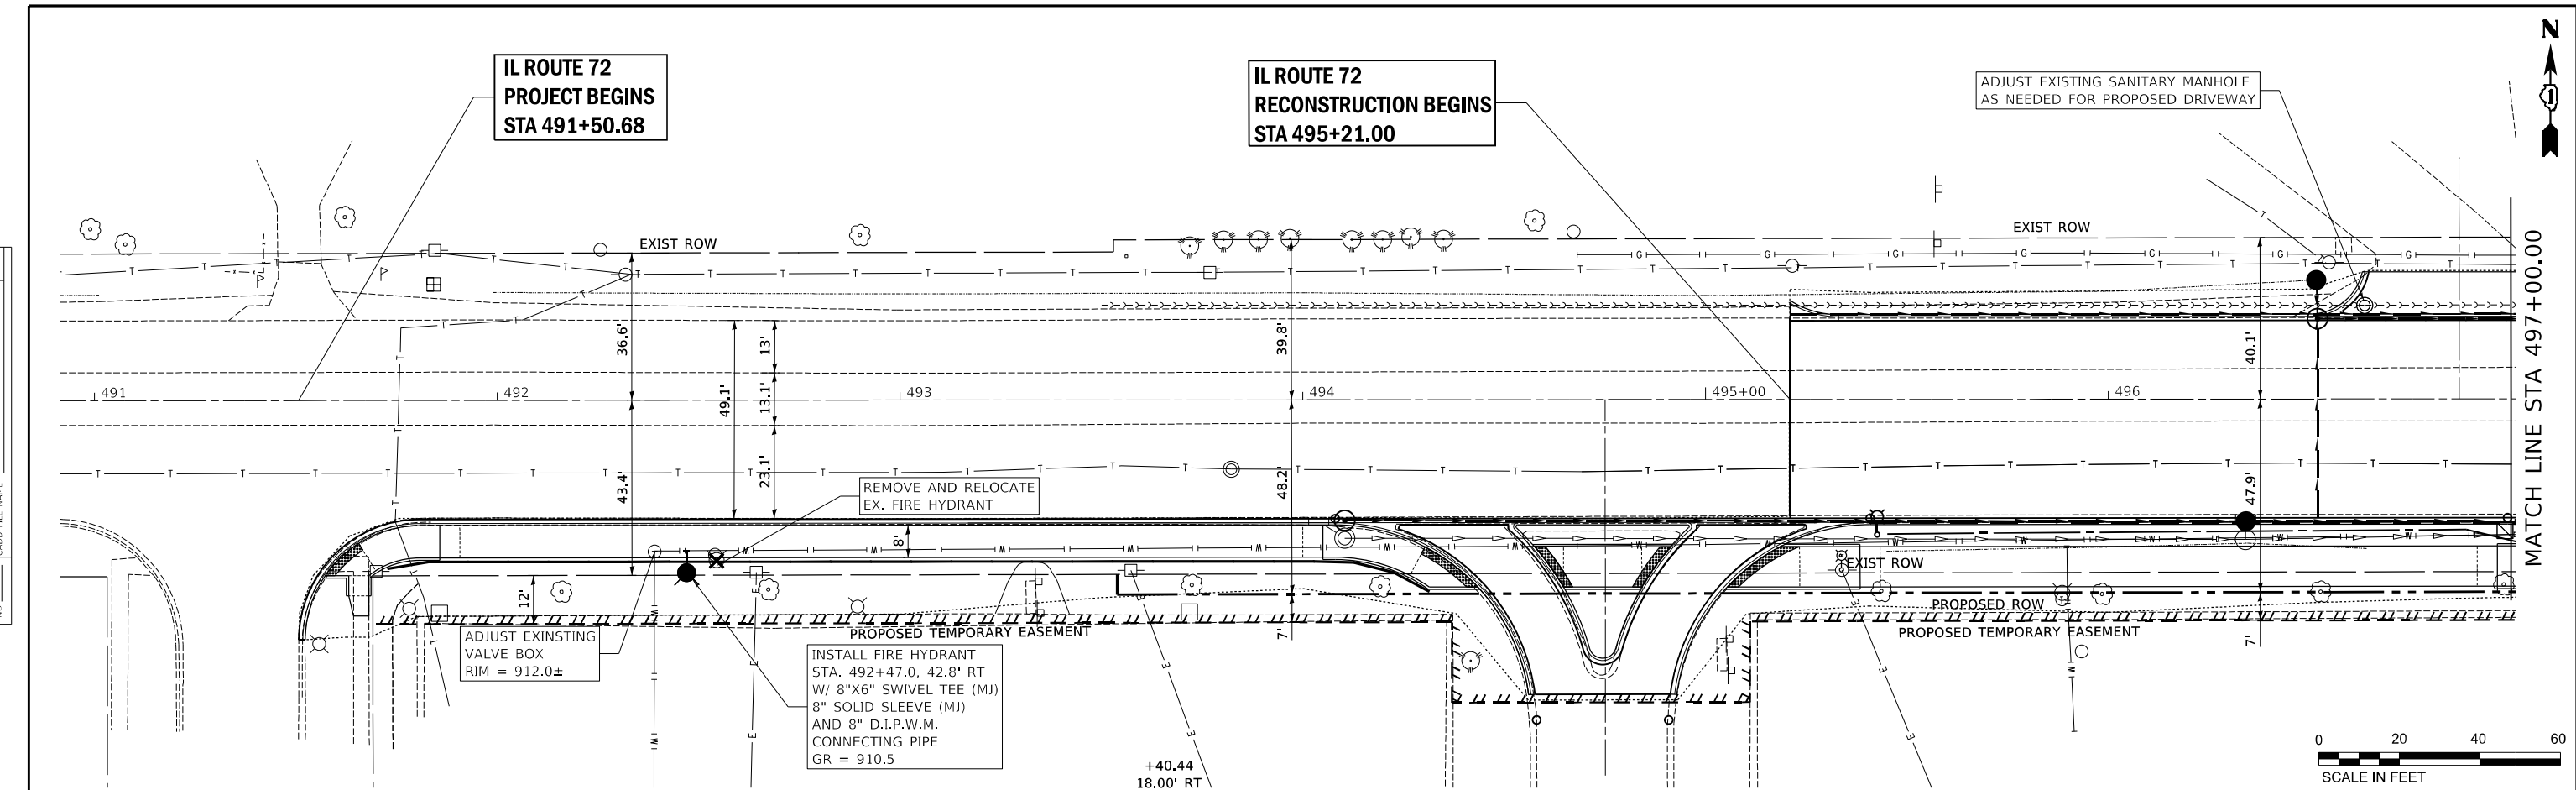 IL ROUTE 72
PROJECT BEGINS
STA 491+50.68
IL ROUTE 72
RECONSTRUCTION BEGINS
STA 495+21.00
ADJUST EXISTING SANITARY MANHOLE
AS NEEDED FOR PROPOSED DRIVEWAY
N
EXIST ROW
EXIST ROW
36.6'
49.1'
13'
13.1'
23.1'
43.4'
39.8'
48.2'
40.1'
47.9'
491
492
493
494
495+00
496
MATCH LINE STA 497+00.00
REMOVE AND RELOCATE
EX. FIRE HYDRANT
8'
12'
7'
7'
EXIST ROW
PROPOSED ROW
PROPOSED TEMPORARY EASEMENT
PROPOSED TEMPORARY EASEMENT
ADJUST EXINSTING
VALVE BOX
RIM = 912.0±
INSTALL FIRE HYDRANT
STA. 492+47.0, 42.8' RT
W/ 8"X6" SWIVEL TEE (MJ)
8" SOLID SLEEVE (MJ)
AND 8" D.I.P.W.M.
CONNECTING PIPE
GR = 910.5
+40.44
18.00' RT
0 20 40 60
SCALE IN FEET